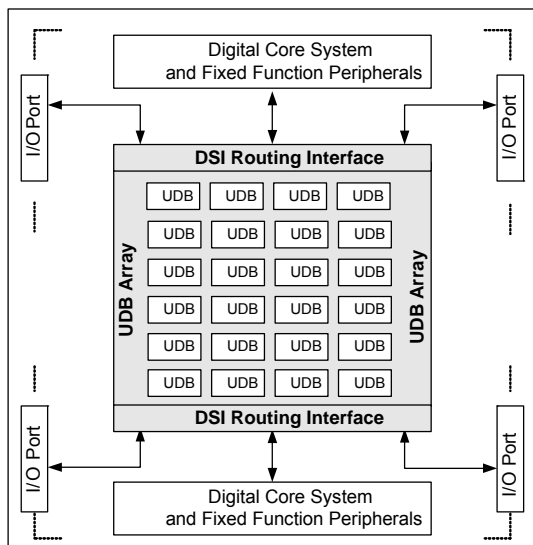 Digital Core System
and Fixed Function Peripherals
I/O Port
I/O Port
DSI Routing Interface
UDB UDB UDB UDB
UDB UDB UDB UDB
UDB UDB UDB UDB
UDB UDB UDB UDB
UDB UDB UDB UDB
UDB UDB UDB UDB
UDB Array
UDB Array
DSI Routing Interface
I/O Port
I/O Port
Digital Core System
and Fixed Function Peripherals